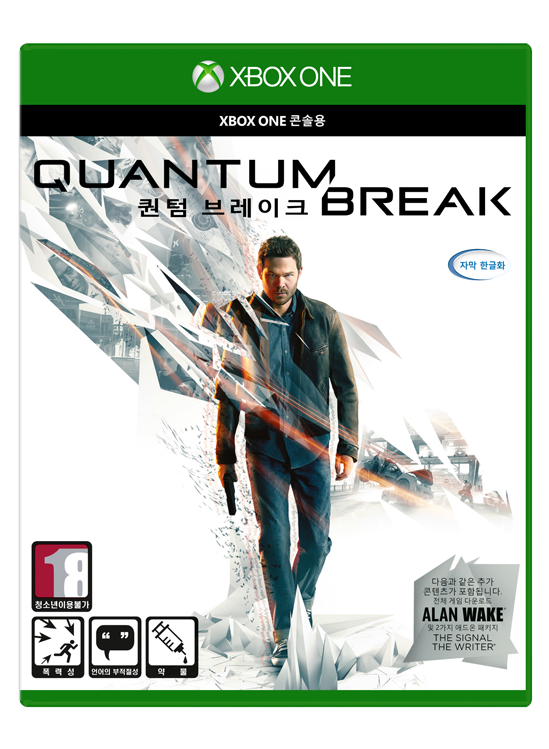 XBOX ONE
XBOX ONE 콘솔용
QUANTUM
퀀텀 브레이크 BREAK
자막 한글화
18
청소년이용불가
폭력성
언어의 부적절성
약물
다음과 같은 추가
콘텐츠가 포함됩니다.
전체 게임 다운로드
ALAN WAKE®
및 2가지 애드온 패키지
THE SIGNAL
THE WRITER®